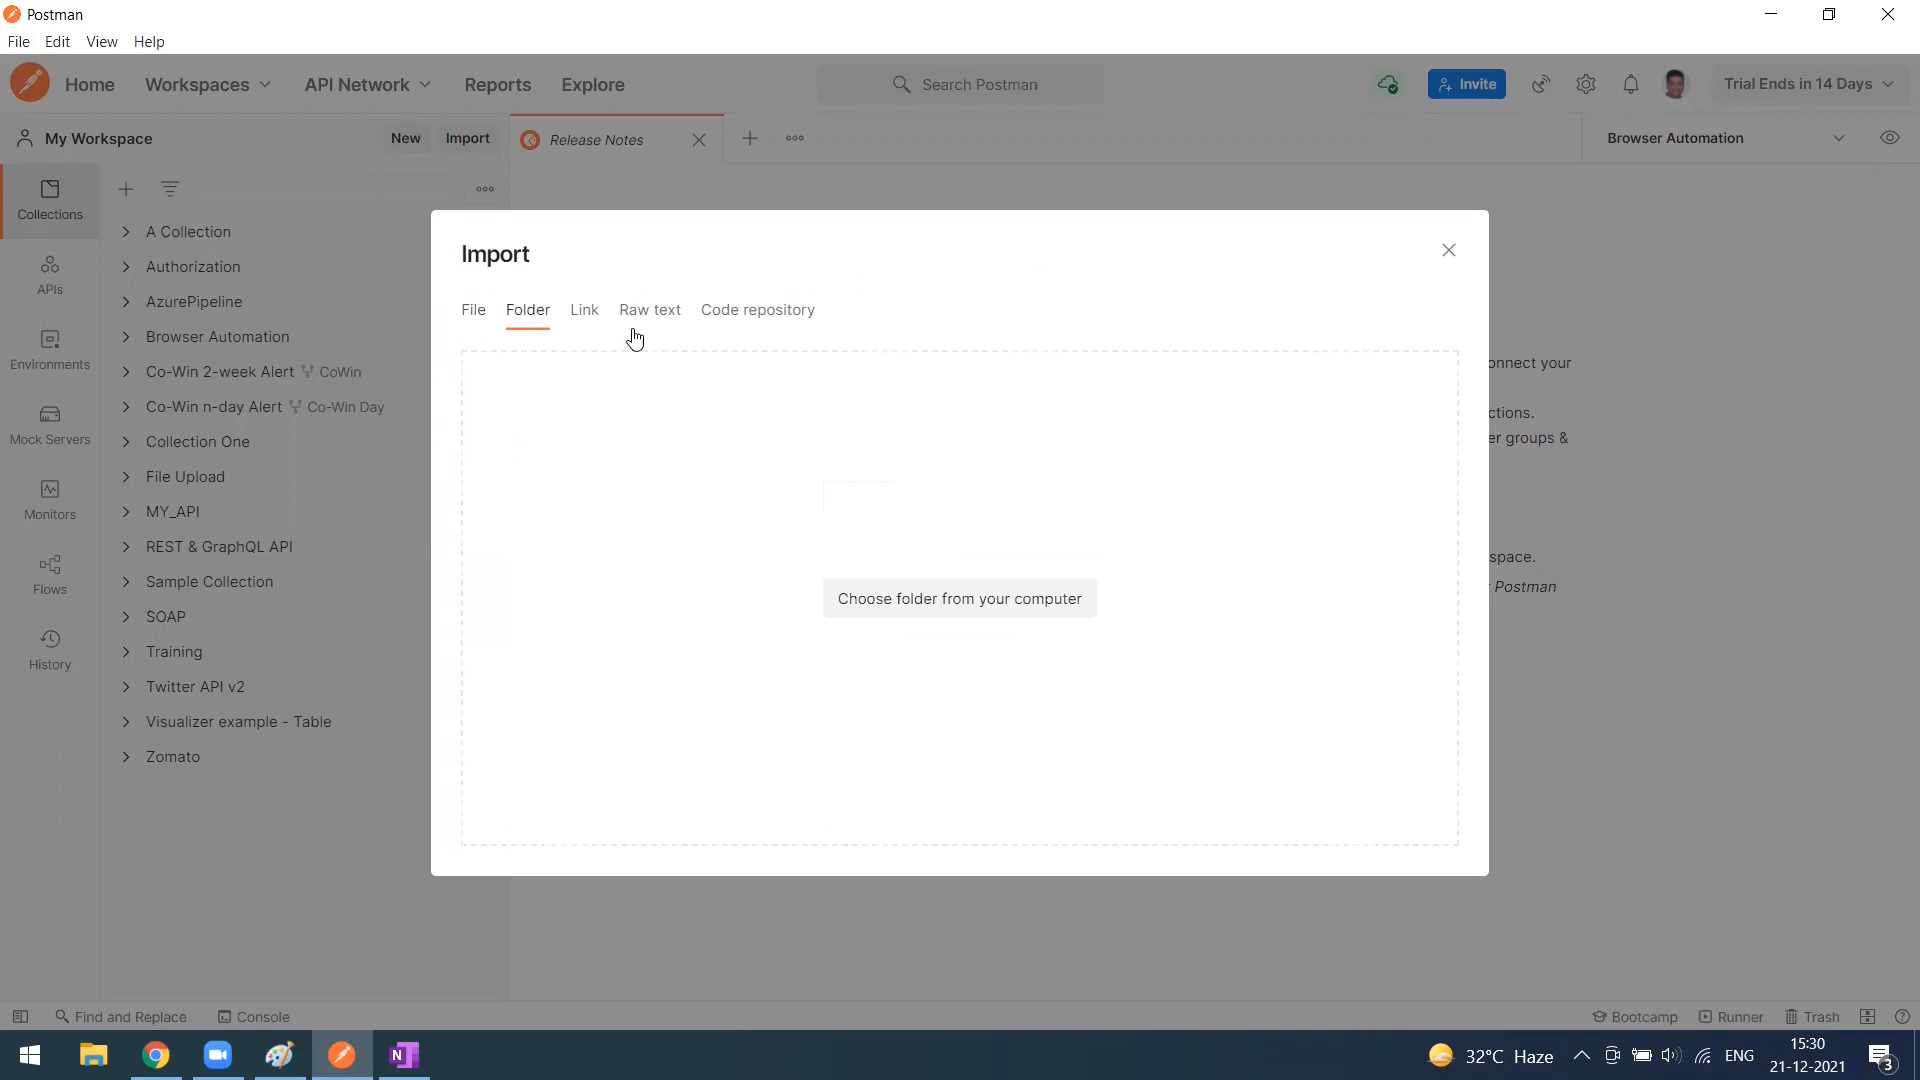 Postman
File Edit View Help
Home Workspaces API Network Reports Explore Search Postman Invite Trial Ends in 14 Days
My Workspace New Import Release Notes Browser Automation
Collections
APIs
Environments
Mock Servers
Monitors
Flows
History
A Collection
Authorization
AzurePipeline
Browser Automation
Co-Win 2-week Alert CoWin
Co-Win n-day Alert Co-Win Day
Collection One
File Upload
MY_API
REST & GraphQL API
Sample Collection
SOAP
Training
Twitter API v2
Visualizer example - Table
Zomato
Import
File Folder Link Raw text Code repository
Choose folder from your computer
onnect your
ctions.
er groups &
space.
Postman
Find and Replace Console Bootcamp Runner Trash
N 32°C Haze ENG 15:30
21-12-2021 3